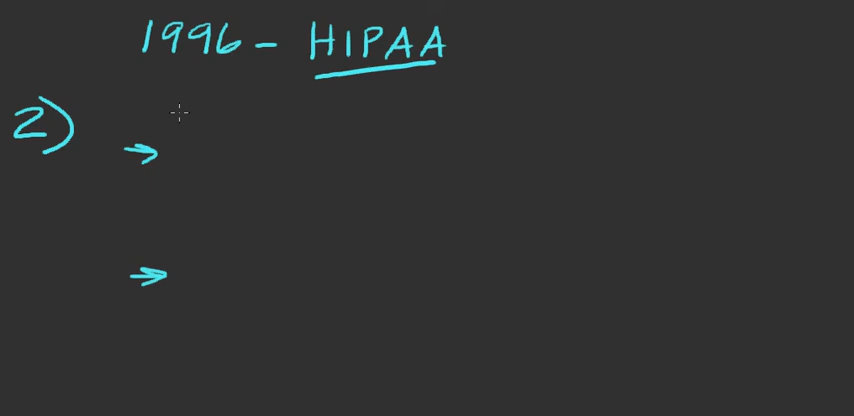 1996 - HIPAA
2)
→
→